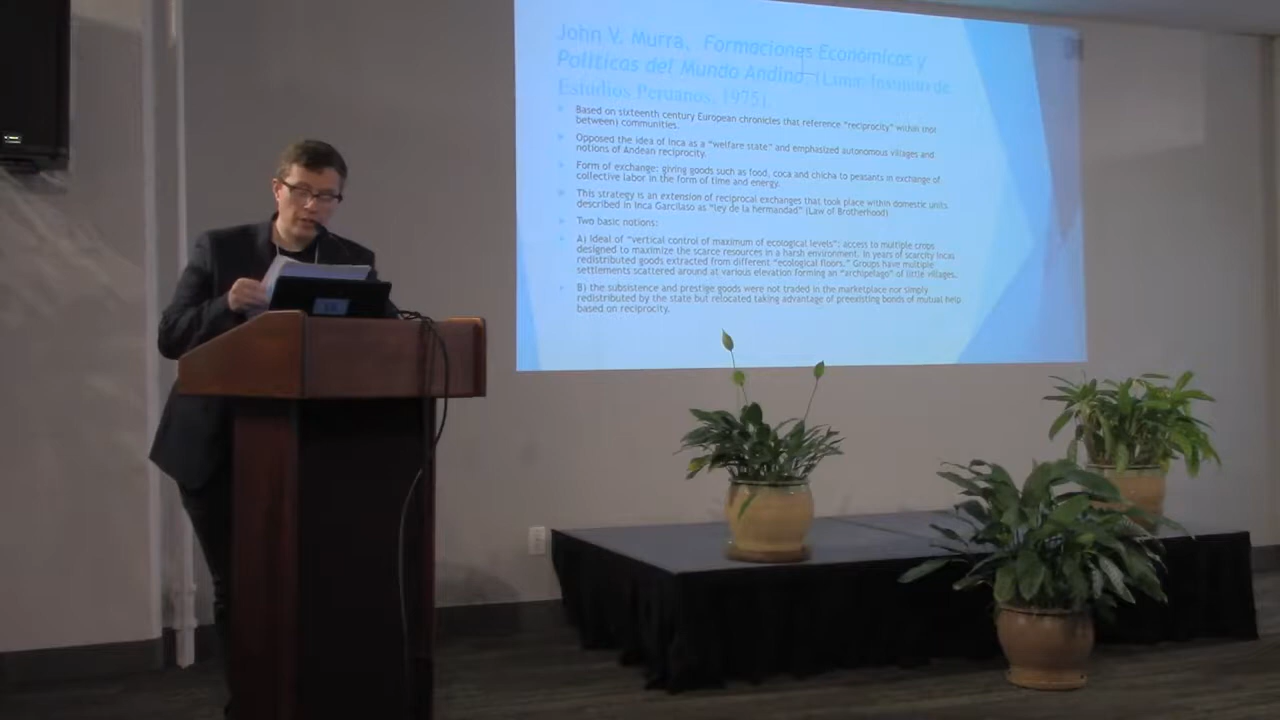 John V. Murra, Formaciones Económicas y
Políticas del Mundo Andino. (Lima: Instituto de
Estudios Peruanos, 1975).
Based on sixteenth century European chronicles that reference "reciprocity" within (not
between) communities.
Opposed the idea of Inca as a "welfare state" and emphasized autonomous villages and
notions of Andean reciprocity.
Form of exchange: giving goods such as food, coca and chicha to peasants in exchange of
collective labor in the form of time and energy.
This strategy is an extension of reciprocal exchanges that took place within domestic units
described in Inca Garcilaso as "ley de la hermandad" (Law of Brotherhood)
Two basic notions:
A) Ideal of "vertical control of maximum of ecological levels": access to multiple crops
designed to maximize the scarce resources in a harsh environment. In years of scarcity Incas
redistributed goods extracted from different "ecological floors." Groups have multiple
settlements scattered around at various elevation forming an "archipelago" of little villages.
B) the subsistence and prestige goods were not traded in the marketplace nor simply
redistributed by the state but relocated taking advantage of preexisting bonds of mutual help
based on reciprocity.